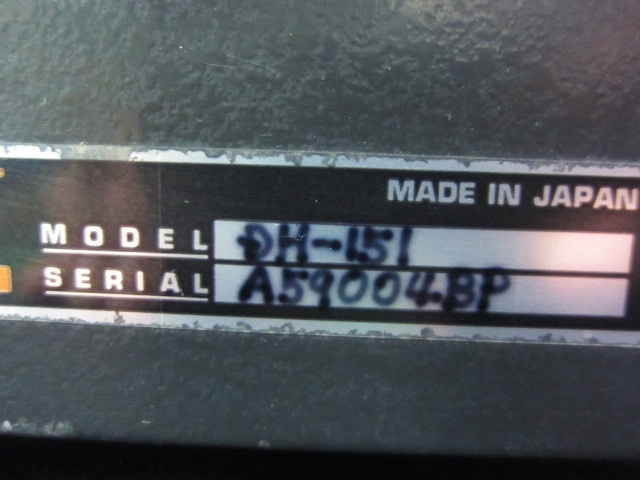 MADE IN JAPAN
MODEL DH-151
SERIAL A59004BP